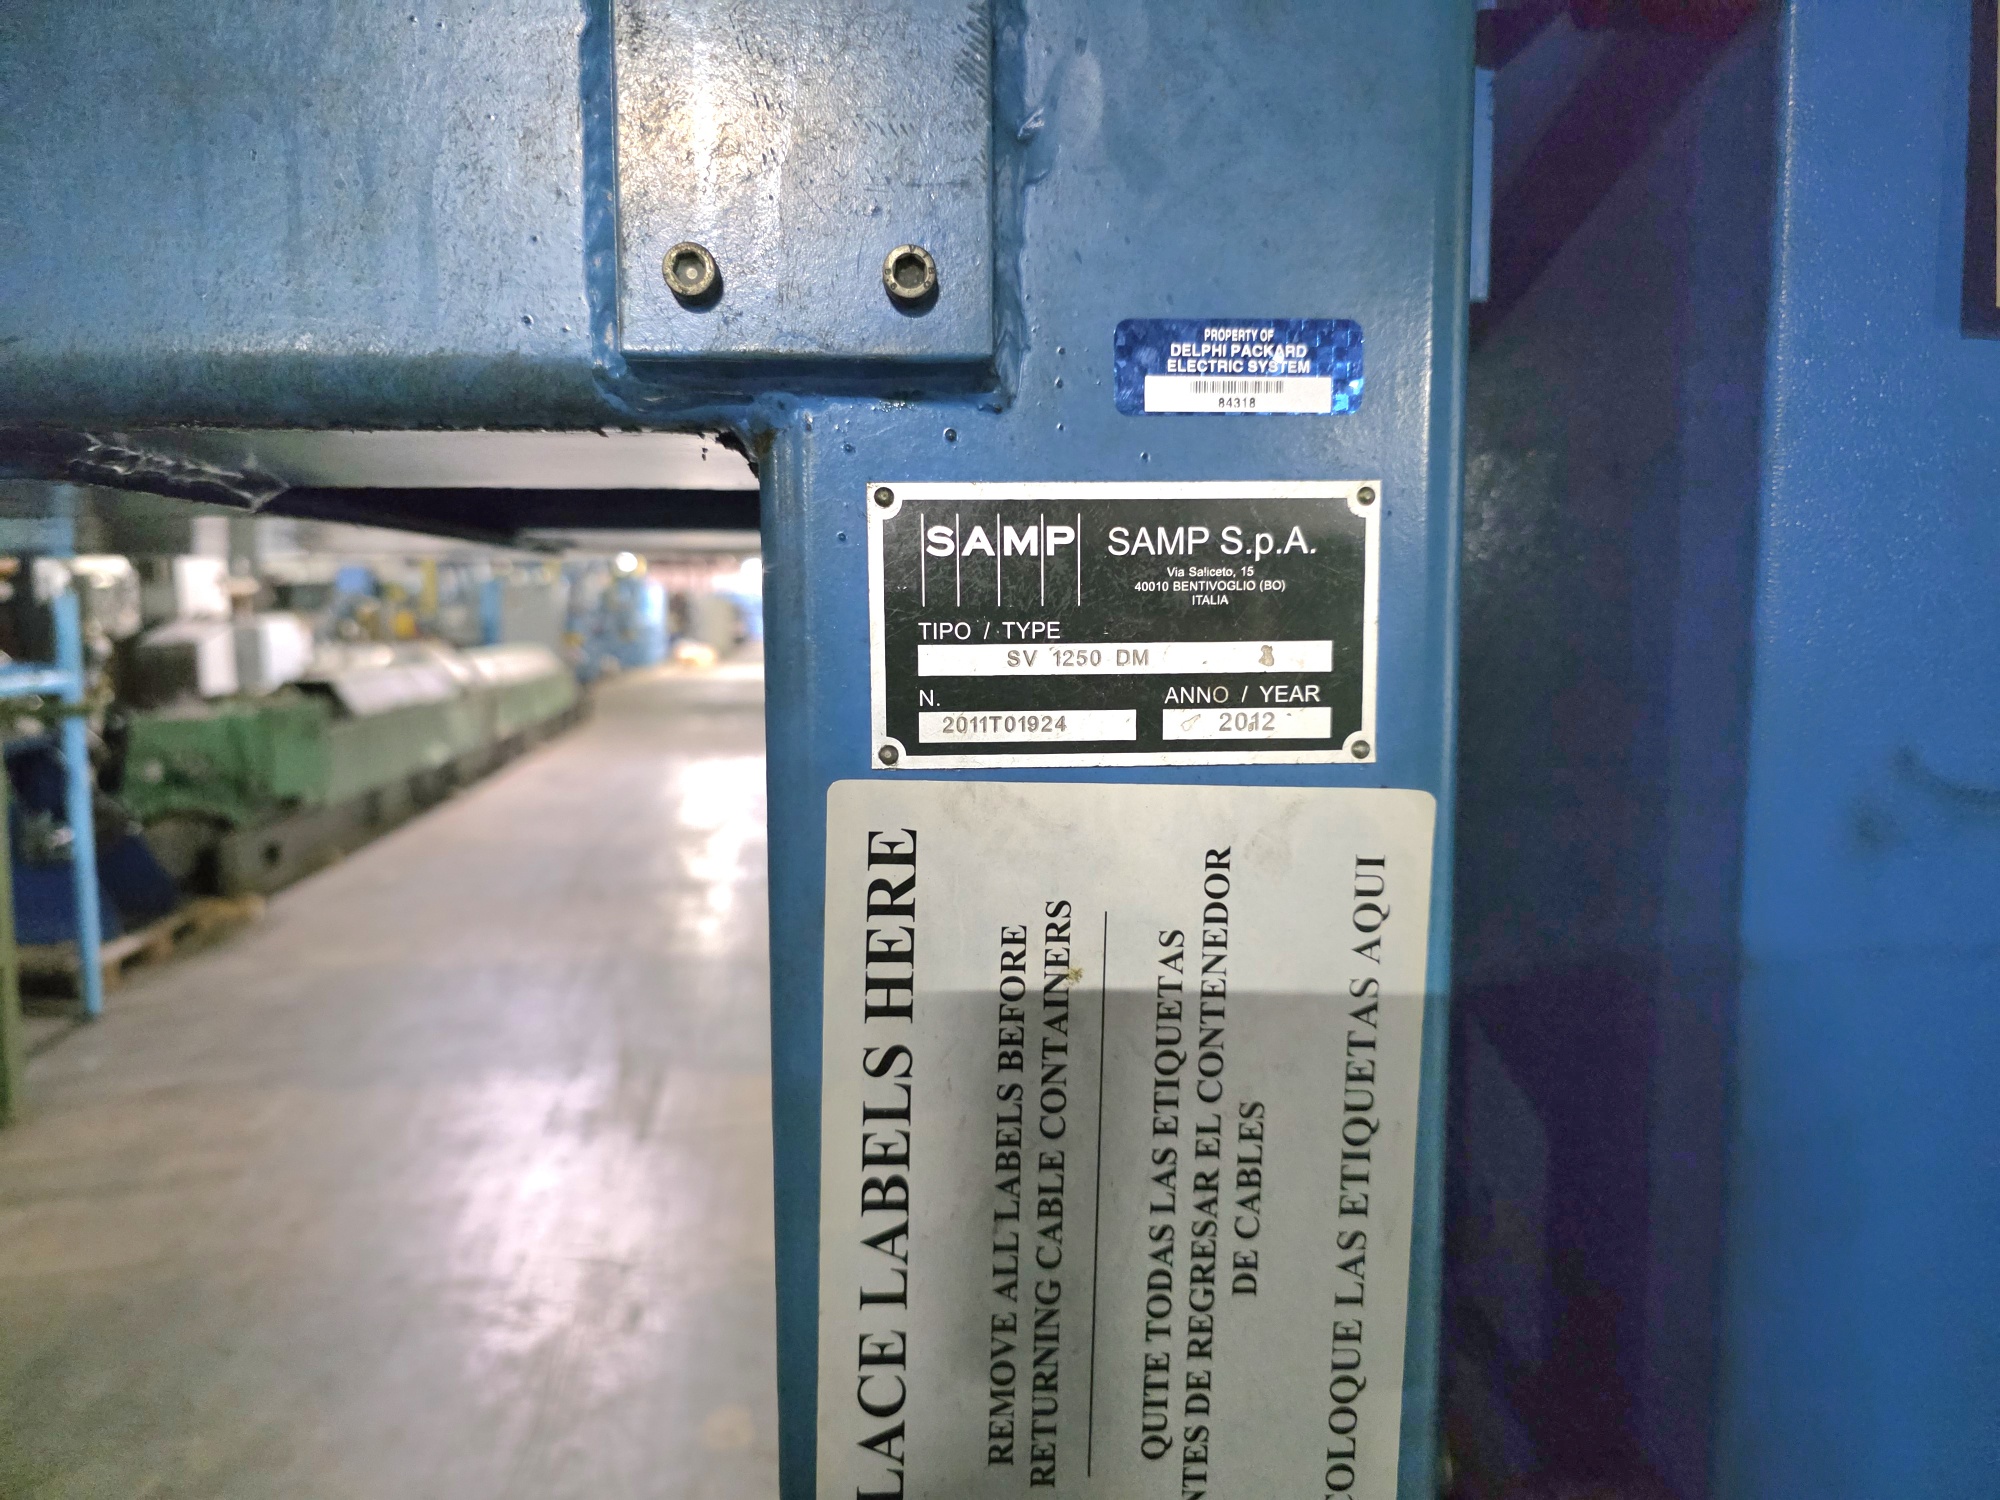 PROPERTY OF
DELPHI PACKARD
ELECTRIC SYSTEM
84318
SAMP
SAMP S.p.A.
Via Saliceto, 15
40010 BENTIVOGLIO (BO)
ITALIA
TIPO / TYPE
SV 1250 DM
N.
ANNO / YEAR
2011T01924
2012
LACE LABELS HERE
REMOVE ALL LABELS BEFORE
RETURNING CABLE CONTAINERS
QUITE TODAS LAS ETIQUETAS
NTES DE REGRESAR EL CONTENEDOR
DE CABLES
COLOQUE LAS ETIQUETAS AQUI